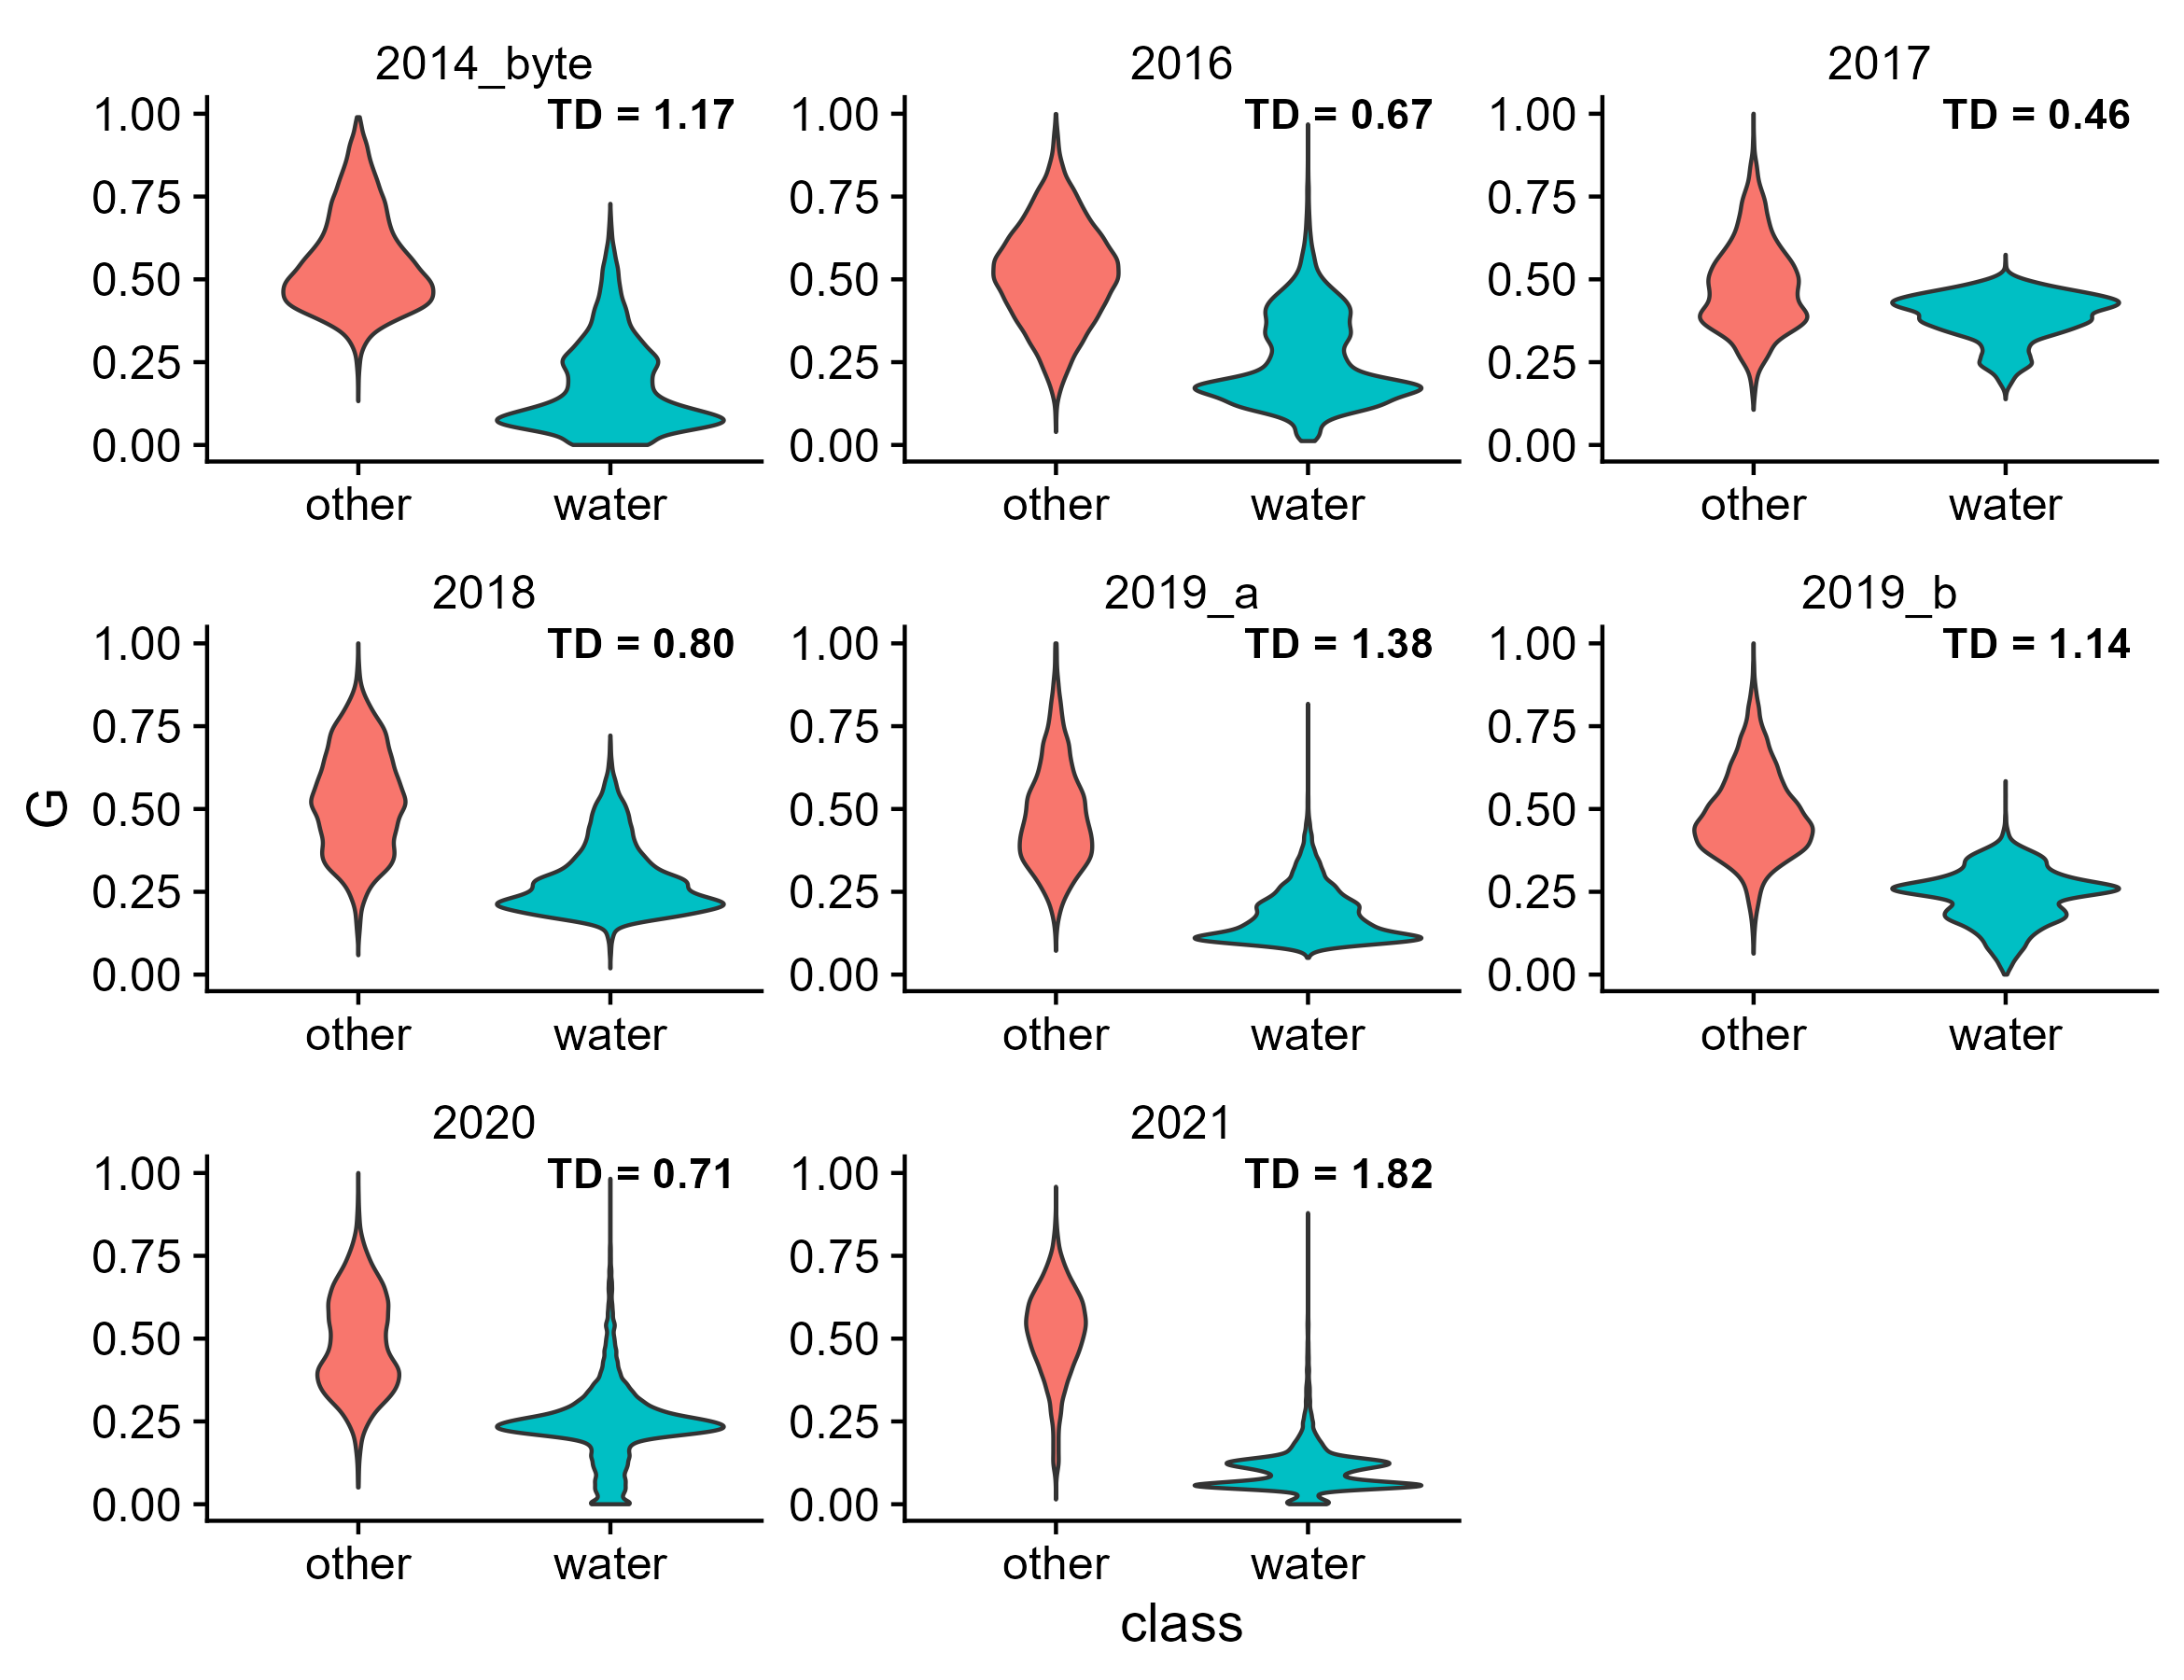 2014_byte
TD = 1.17
1.00
0.75
0.50
0.25
0.00
other water
2016
TD = 0.67
1.00
0.75
0.50
0.25
0.00
other water
2017
TD = 0.46
1.00
0.75
0.50
0.25
0.00
other water
G
2018
TD = 0.80
1.00
0.75
0.50
0.25
0.00
other water
2019_a
TD = 1.38
1.00
0.75
0.50
0.25
0.00
other water
2019_b
TD = 1.14
1.00
0.75
0.50
0.25
0.00
other water
2020
TD = 0.71
1.00
0.75
0.50
0.25
0.00
other water
2021
TD = 1.82
1.00
0.75
0.50
0.25
0.00
other water
class